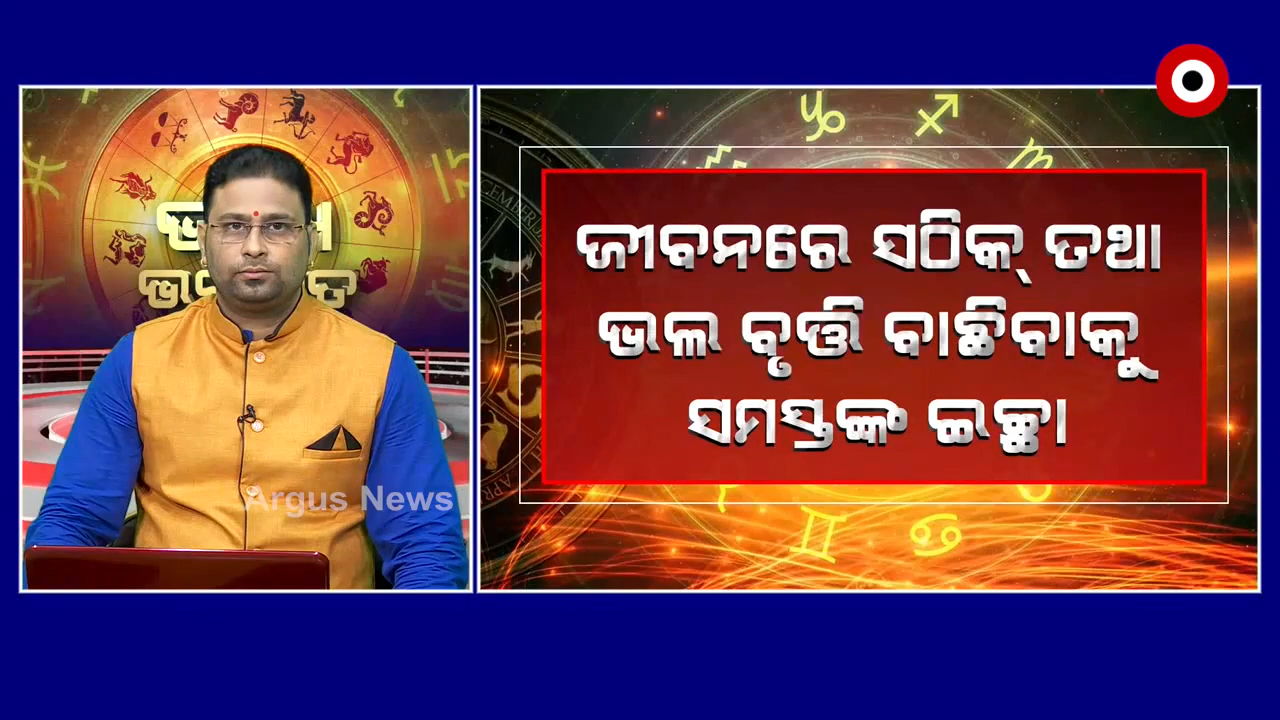 ଜୀବନରେ ସଠିକ୍ ତଥା
ଭଲ ବୃତ୍ତି ବାଛିବାକୁ
ସମସ୍ତଙ୍କ ଇଚ୍ଛା
Argus News